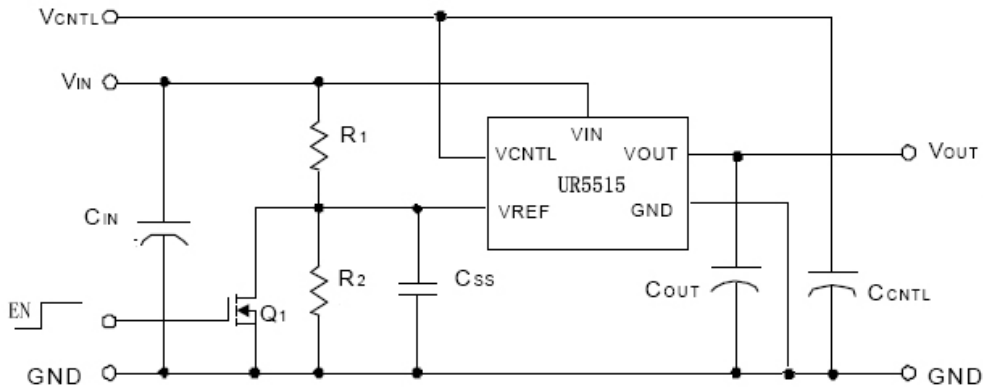 VCNTL
VIN
R1
VIN
VCNTL
VOUT
VOUT
UR5515
CIN
VREF
GND
R2
CSS
COUT
CCNTL
EN
Q1
GND
GND